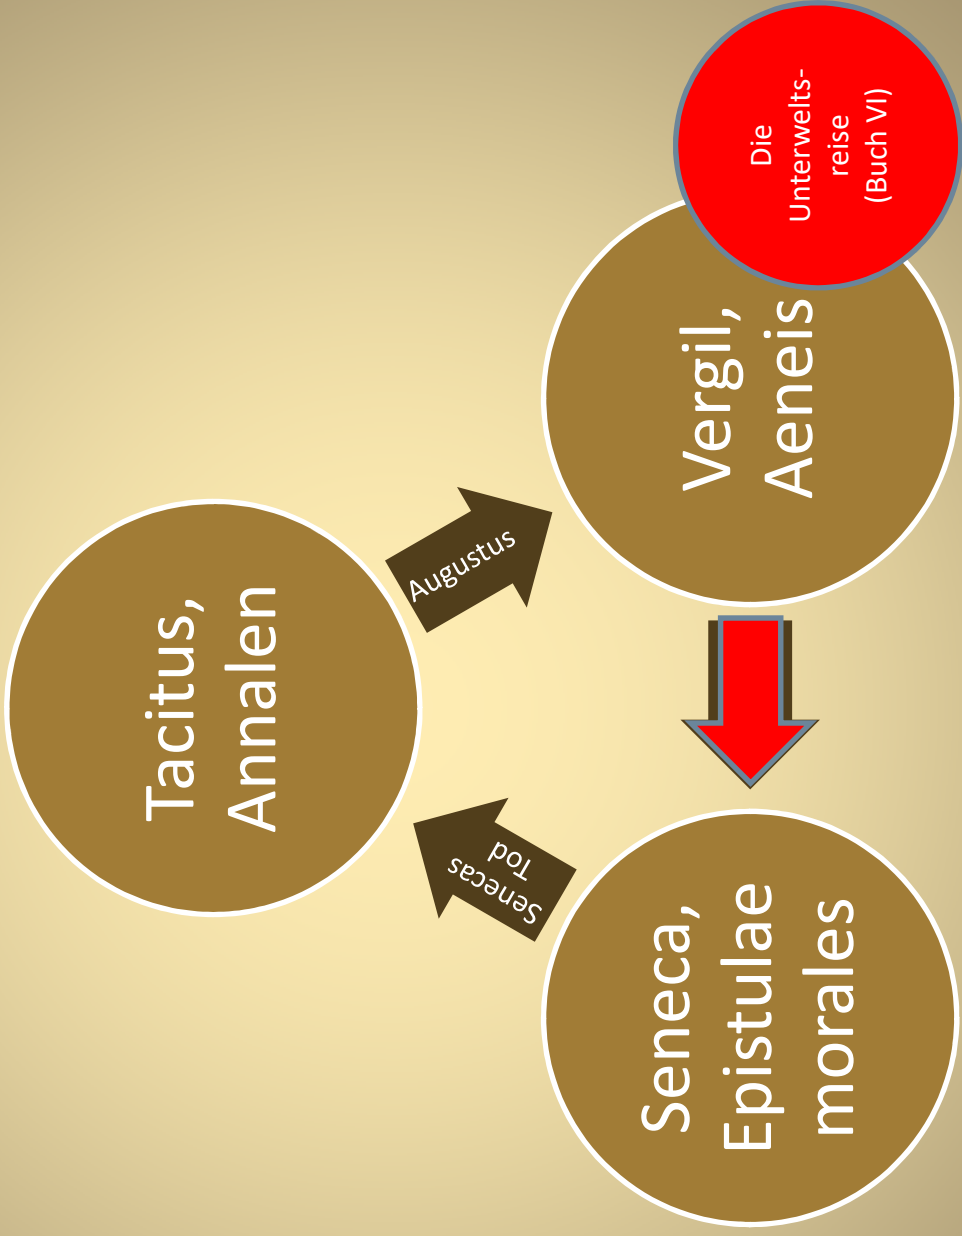 Tacitus,
Annalen
Augustus
Vergil,
Aeneis
Die
Unterwelts-
reise
(Buch VI)
Seneca,
Epistulae
morales
Senecas
Tod